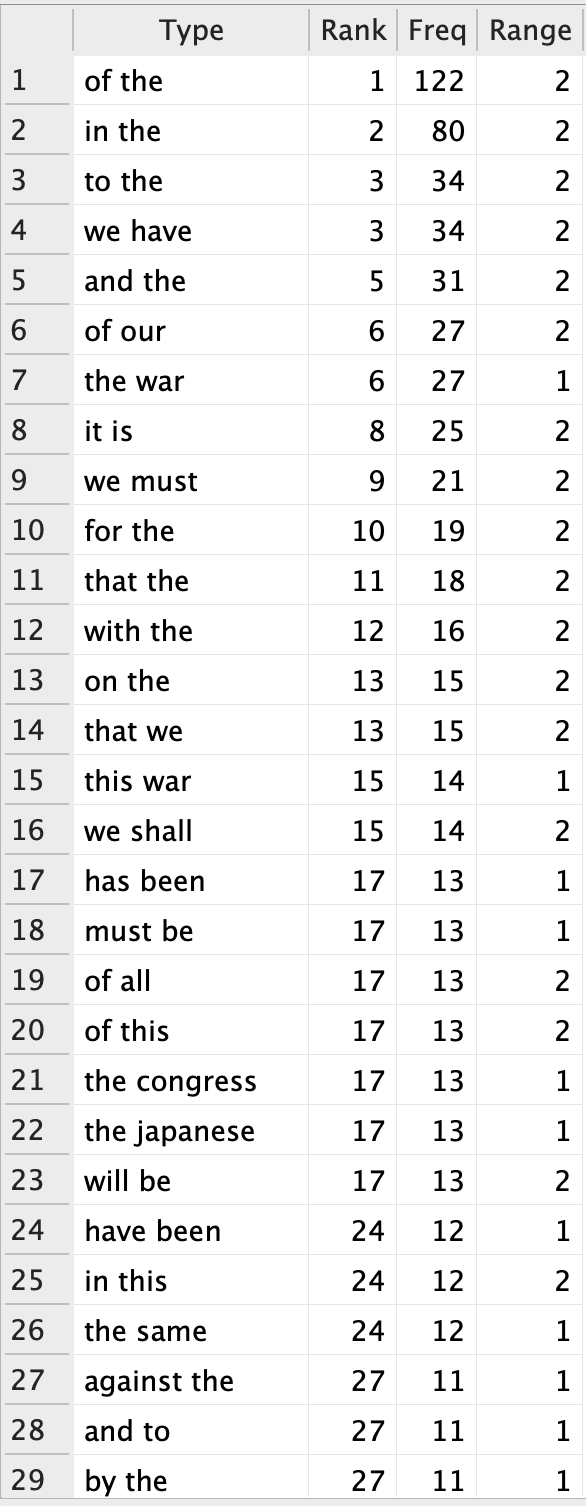 Type Rank Freq Range
1 of the 1 122 2
2 in the 2 80 2
3 to the 3 34 2
4 we have 3 34 2
5 and the 5 31 2
6 of our 6 27 2
7 the war 6 27 1
8 it is 8 25 2
9 we must 9 21 2
10 for the 10 19 2
11 that the 11 18 2
12 with the 12 16 2
13 on the 13 15 2
14 that we 13 15 2
15 this war 15 14 1
16 we shall 15 14 2
17 has been 17 13 1
18 must be 17 13 1
19 of all 17 13 2
20 of this 17 13 2
21 the congress 17 13 1
22 the japanese 17 13 1
23 will be 17 13 2
24 have been 24 12 1
25 in this 24 12 2
26 the same 24 12 1
27 against the 27 11 1
28 and to 27 11 1
29 by the 27 11 1